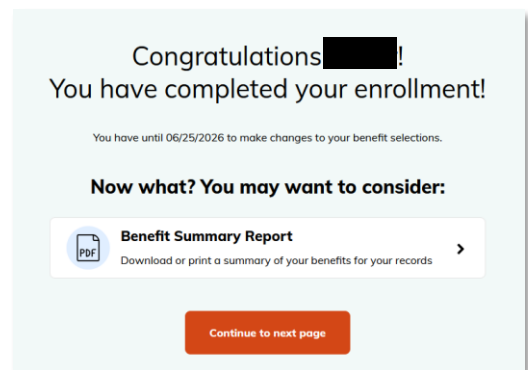 Congratulations !
You have completed your enrollment!
You have until 06/25/2026 to make changes to your benefit selections.
Now what? You may want to consider:
PDF
Benefit Summary Report
Download or print a summary of your benefits for your records
Continue to next page